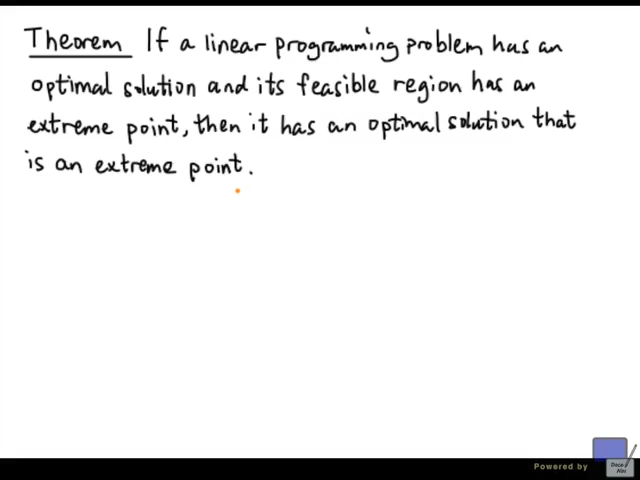 Theorem If a linear programming problem has an
optimal solution and its feasible region has an
extreme point, then it has an optimal solution that
is an extreme point.
Powered by